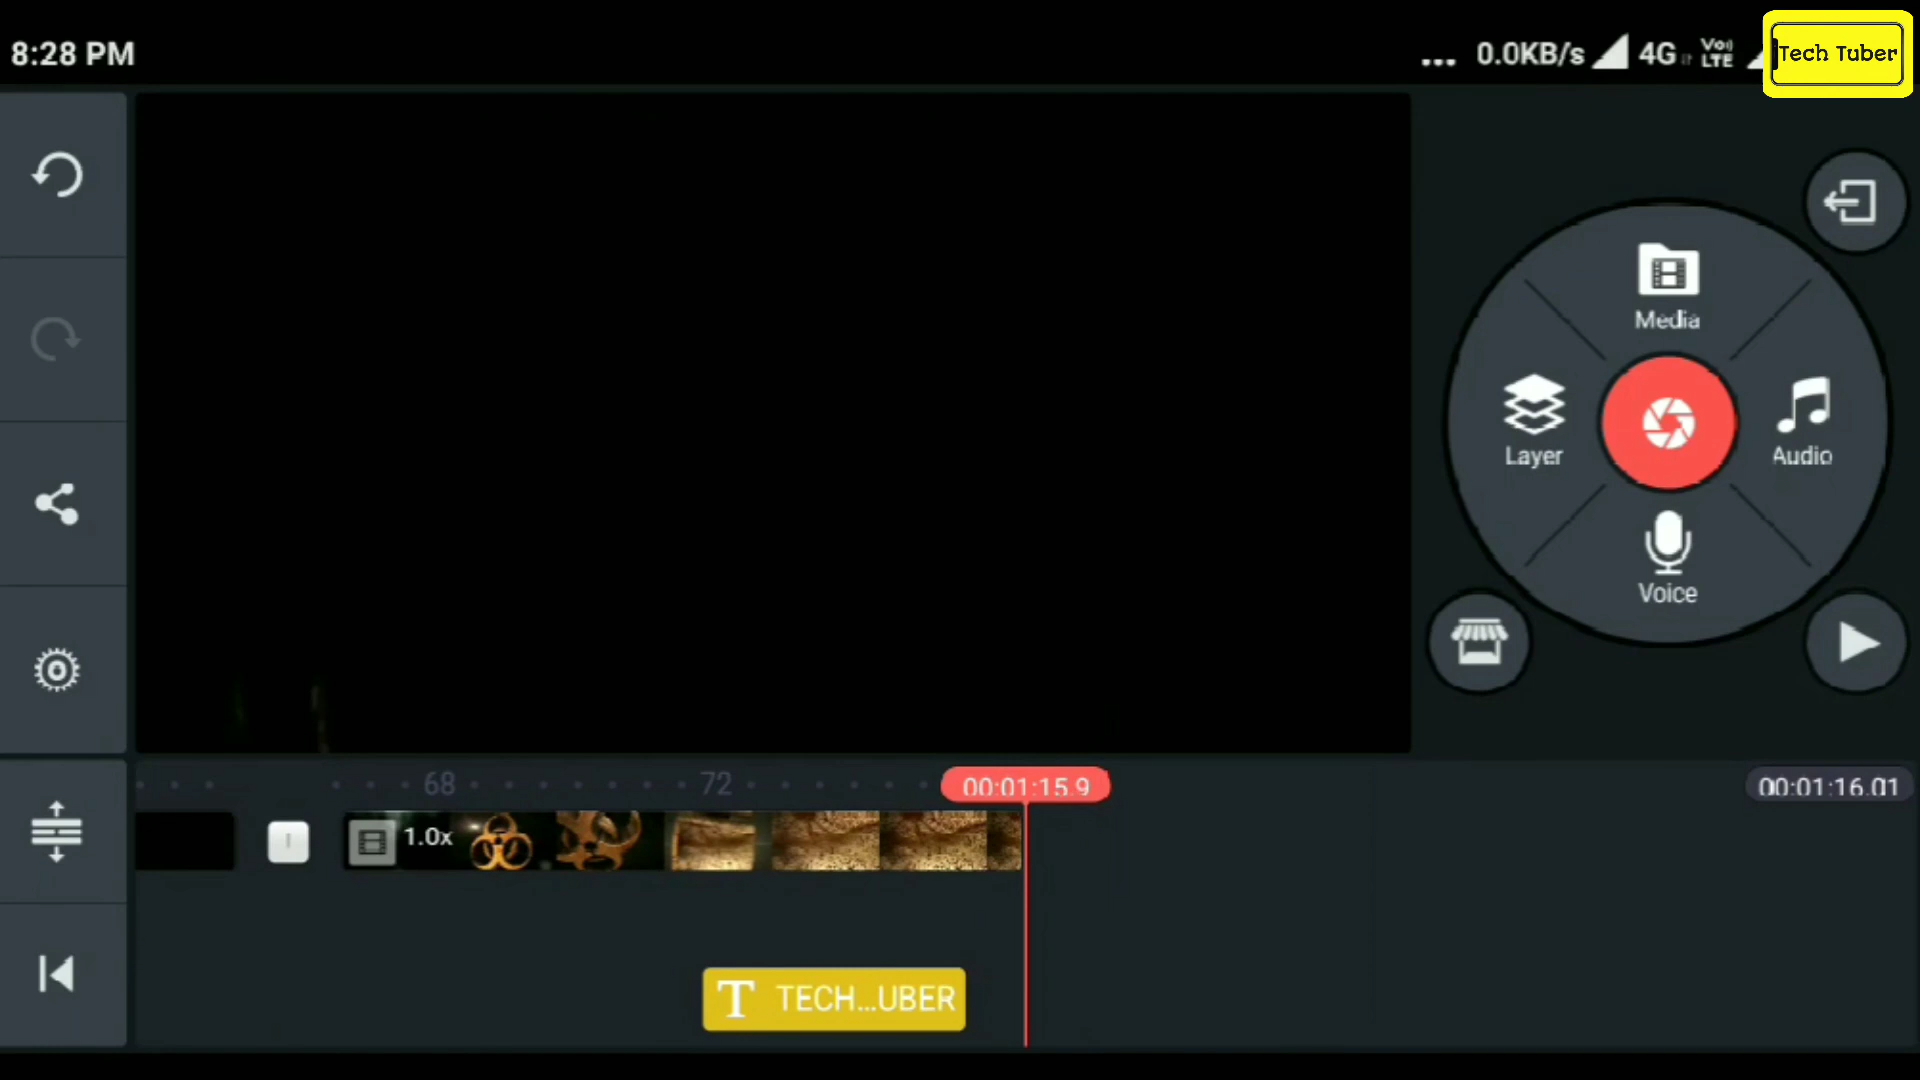 8:28 PM
... 0.0KB/s 4G Vo) LTE
Tech Tuber
Media
Layer
Audio
Voice
68
72
00:01:15.9
00:01:16.01
1.0x
T TECH...UBER